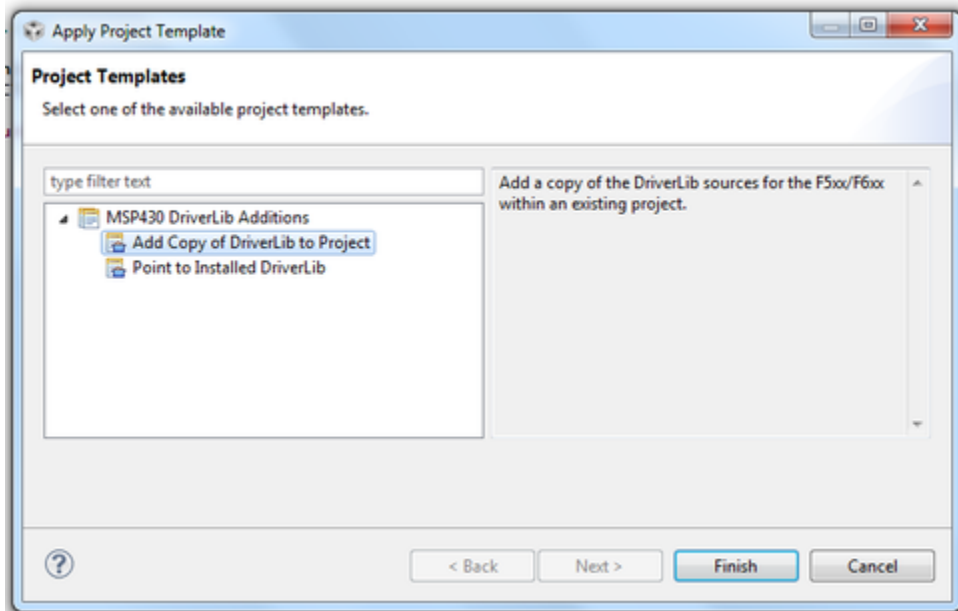 Apply Project Template
Project Templates
Select one of the available project templates.
type filter text
MSP430 DriverLib Additions
Add Copy of DriverLib to Project
Point to Installed DriverLib
Add a copy of the DriverLib sources for the F5xx/F6xx
within an existing project.
?
< Back
Next >
Finish
Cancel